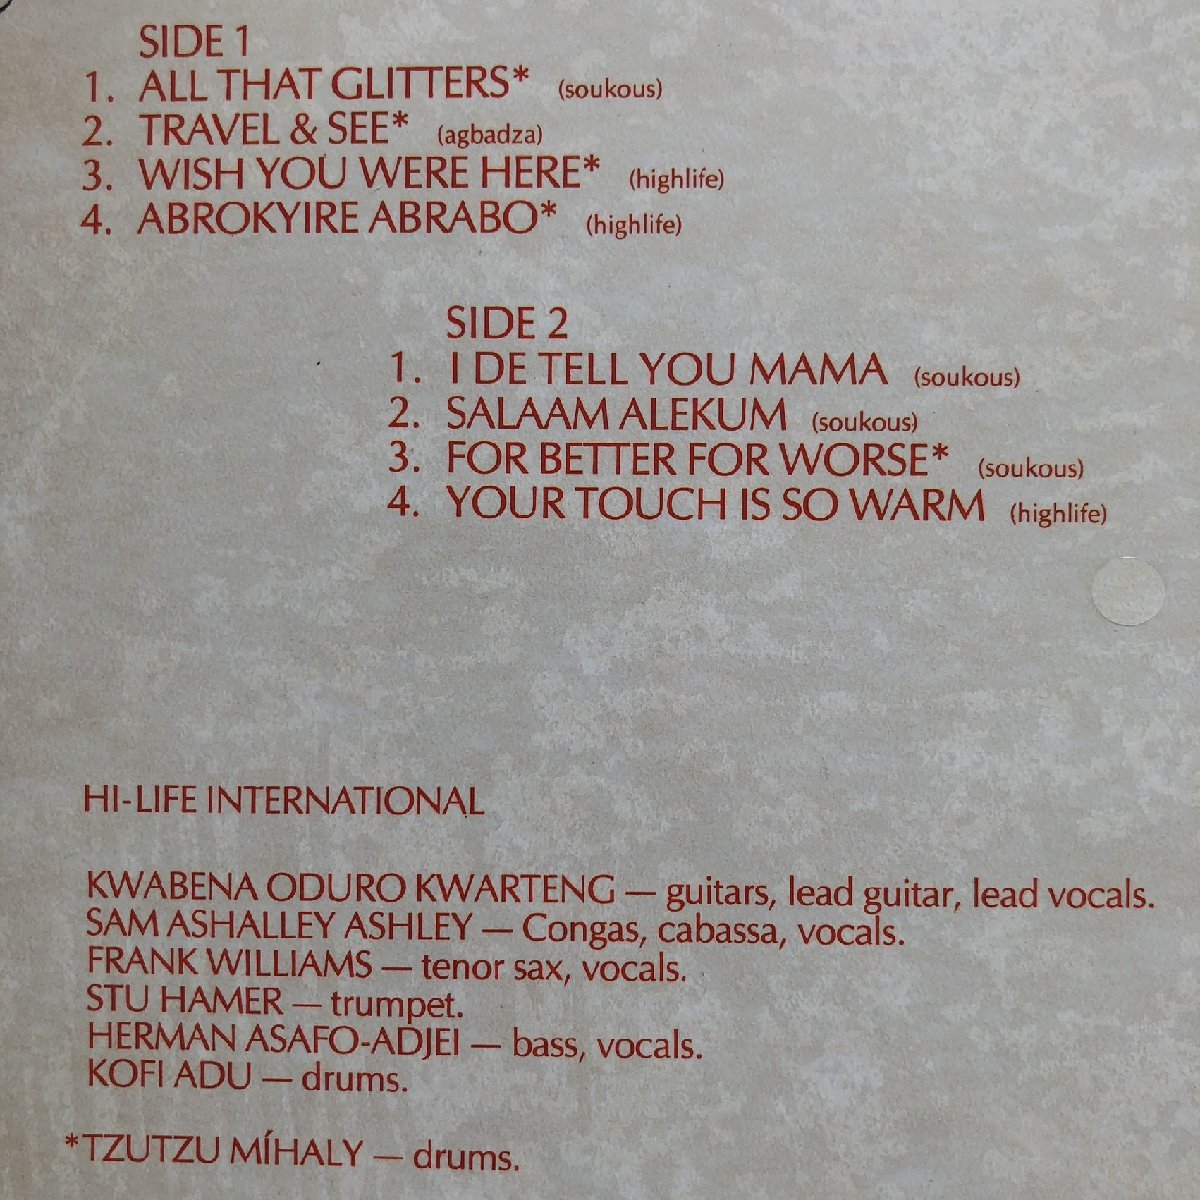 SIDE 1
1. ALL THAT GLITTERS* (soukous)
2. TRAVEL & SEE* (agbadza)
3. WISH YOU WERE HERE* (highlife)
4. ABROKYIRE ABRABO* (highlife)
SIDE 2
1. I DE TELL YOU MAMA (soukous)
2. SALAAM ALEKUM (soukous)
3. FOR BETTER FOR WORSE* (soukous)
4. YOUR TOUCH IS SO WARM (highlife)
HI-LIFE INTERNATIONAL
KWABENA ODURO KWARTENG — guitars, lead guitar, lead vocals.
SAM ASHALLEY ASHLEY — Congas, cabassa, vocals.
FRANK WILLIAMS — tenor sax, vocals.
STU HAMER — trumpet.
HERMAN ASAFO-ADJEI — bass, vocals.
KOFI ADU — drums.
*TZUTZU MÍHALY — drums.